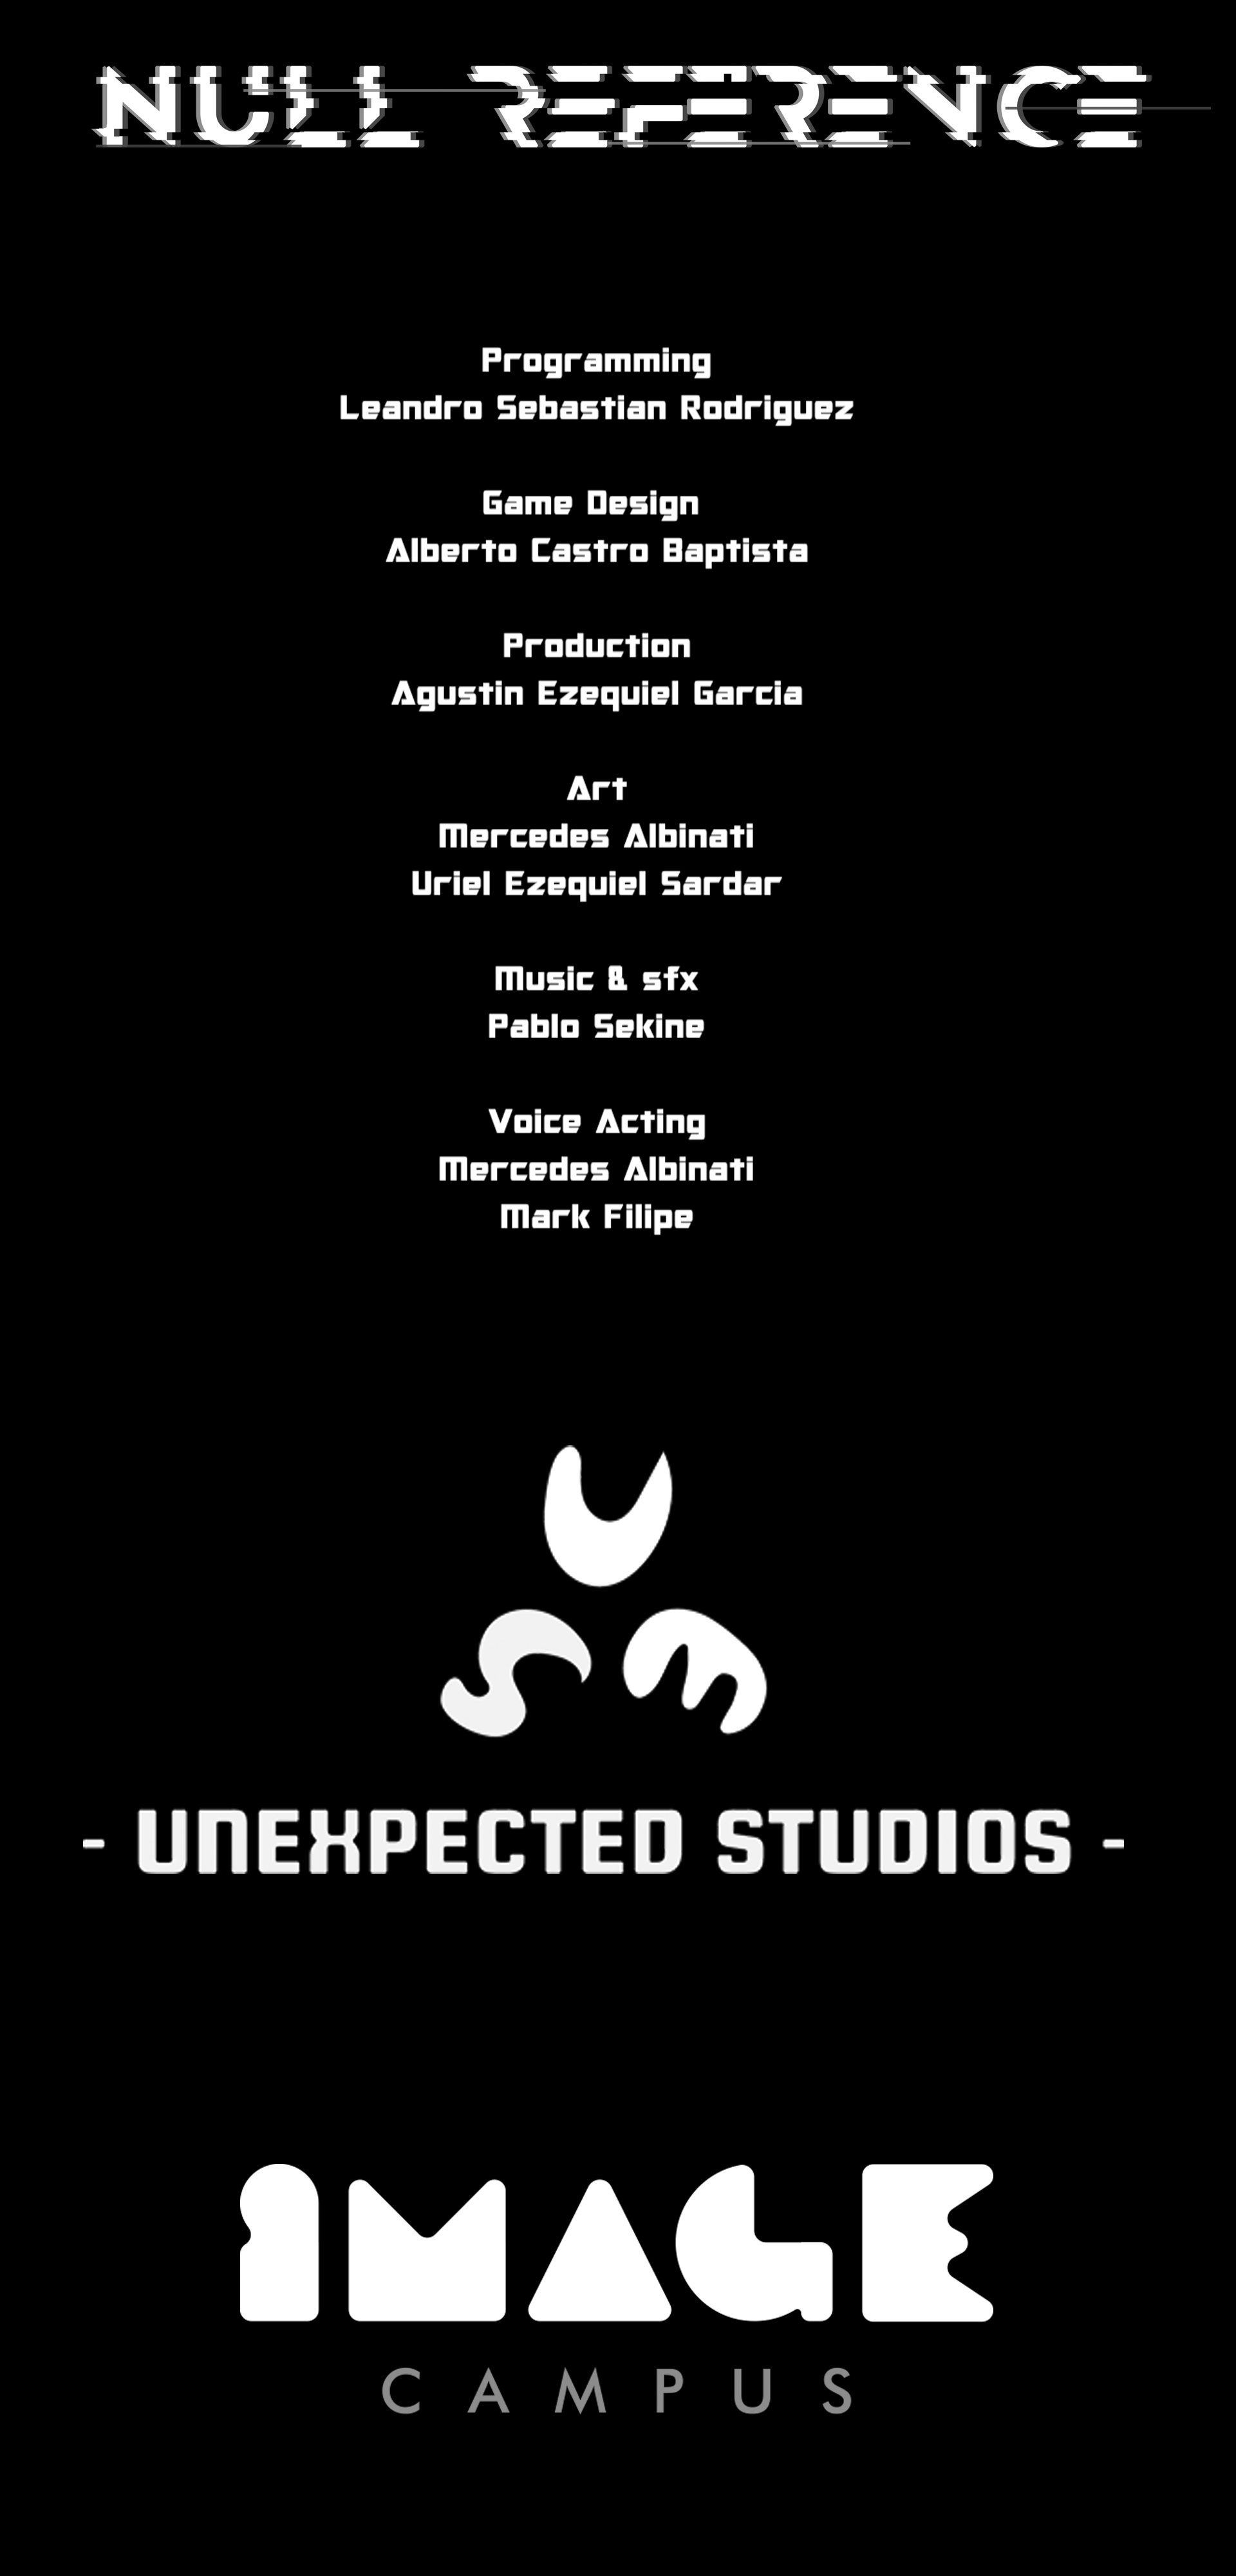 NULL REFERENCE
Programming
Leandro Sebastian Rodriguez
Game Design
Alberto Castro Baptista
Production
Agustin Ezequiel Garcia
Art
Mercedes Albinati
Uriel Ezequiel Sardar
Music & sfx
Pablo Sekine
Voice Acting
Mercedes Albinati
Mark Filipe
- UNEXPECTED STUDIOS -
IMAGE
CAMPUS